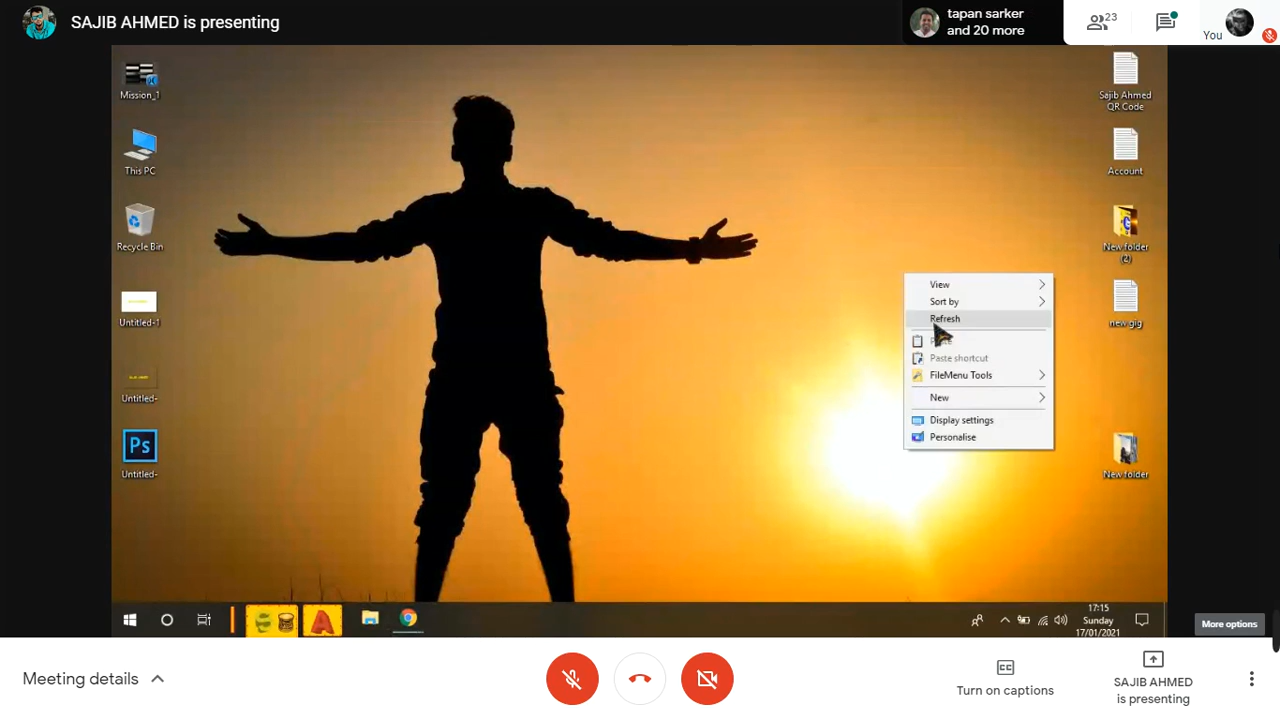 SAJIB AHMED is presenting
tapan sarker
and 20 more
23
You
Mission_1
This PC
Recycle Bin
Untitled-1
Untitled-
Ps
Untitled-
Sajib Ahmed
QR Code
Account
New folder
(2)
new gig
New folder
View
Sort by
Refresh
Paste shortcut
FileMenu Tools
New
Display settings
Personalise
17:15
Sunday
17/01/2021
More options
Meeting details
Turn on captions
SAJIB AHMED
is presenting